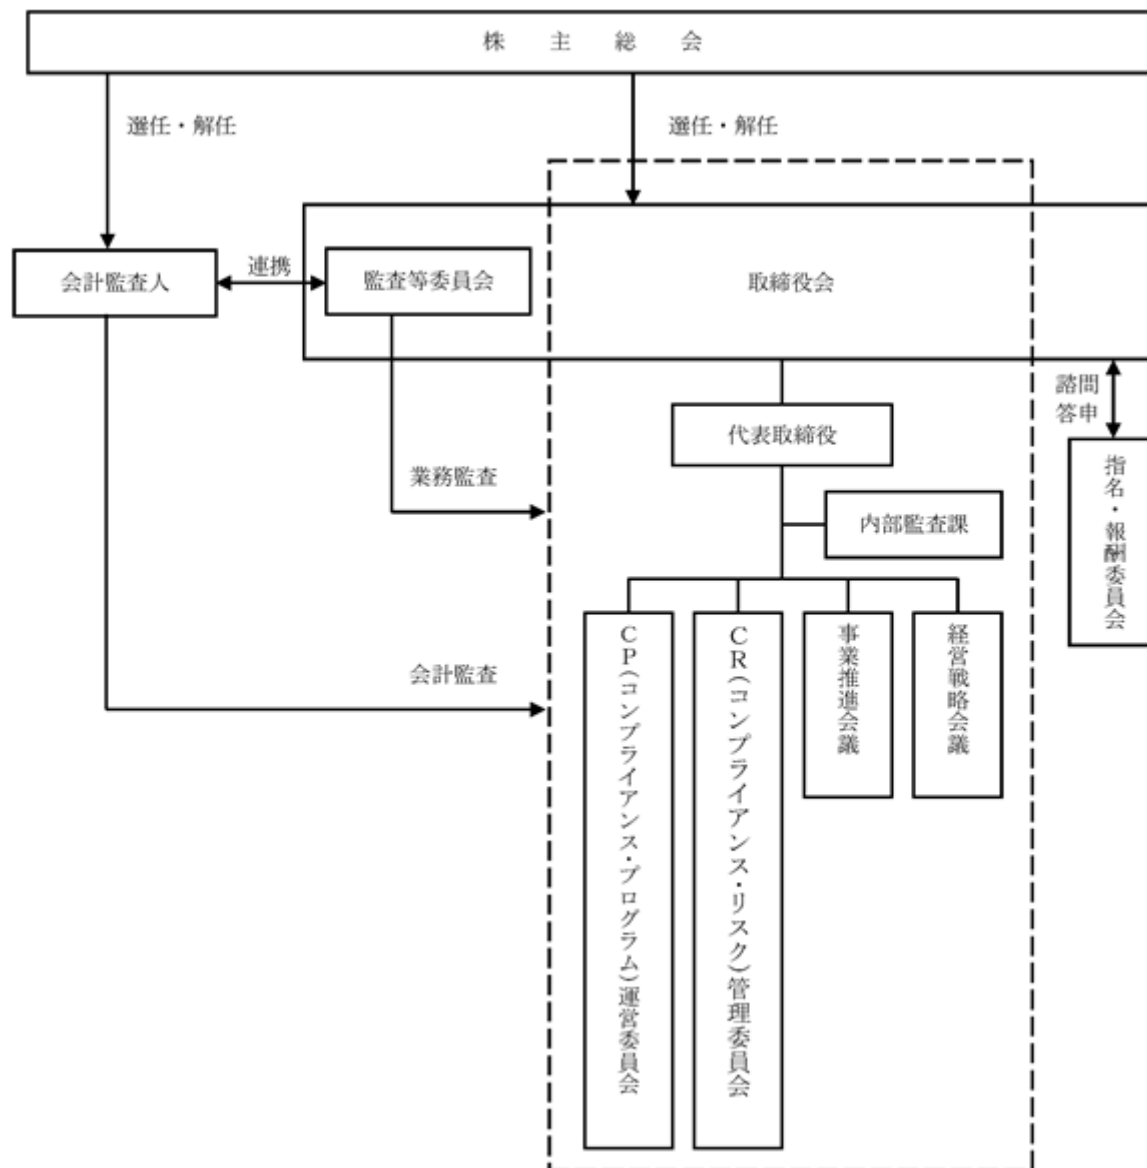 株主総会
選任・解任
選任・解任
会計監査人
連携
監査等委員会
取締役会
諮問
答申
代表取締役
指名・報酬委員会
業務監査
内部監査課
会計監査
CP(コンプライアンス・プログラム)運営委員会
CR(コンプライアンス・リスク)管理委員会
事業推進会議
経営戦略会議